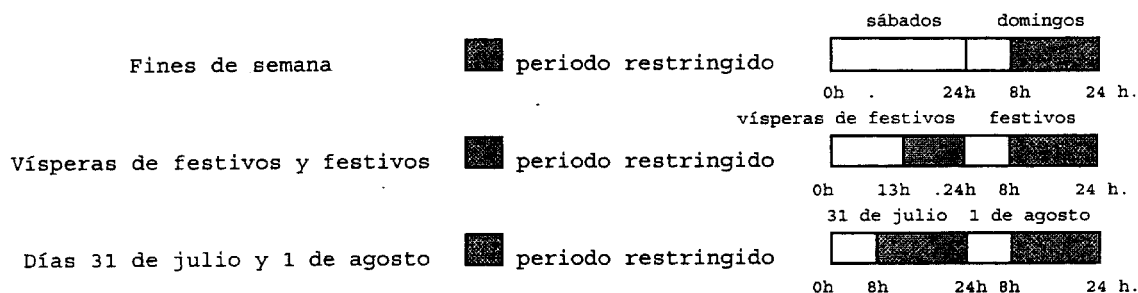 sábados domingos
Fines de semana periodo restringido
0h . 24h 8h 24 h.
vísperas de festivos festivos
Vísperas de festivos y festivos periodo restringido
0h 13h .24h 8h 24 h.
31 de julio 1 de agosto
Días 31 de julio y 1 de agosto periodo restringido
0h 8h 24h 8h 24 h.